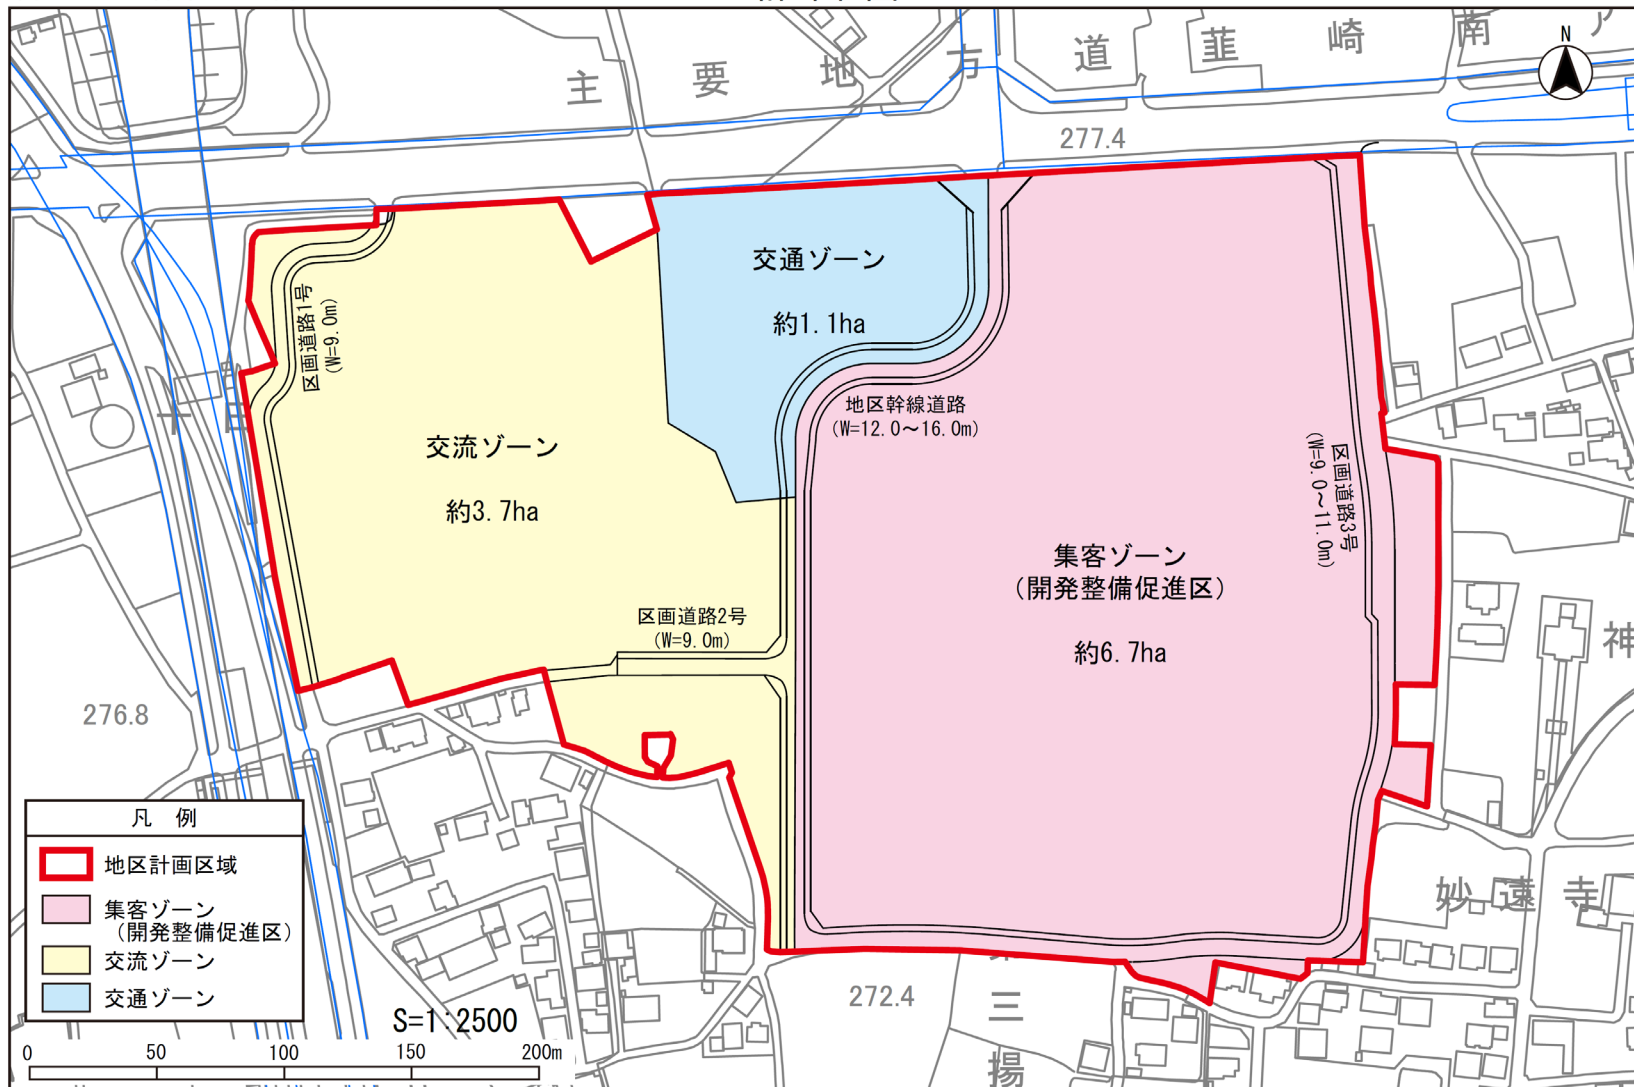 主要地方道韮崎南
N
277.4
交通ゾーン
約1.1ha
区画道路1号
(W=9.0m)
地区幹線道路
(W=12.0～16.0m)
交流ゾーン
約3.7ha
区画道路3号
(W=9.0～11.0m)
集客ゾーン
(開発整備促進区)
約6.7ha
区画道路2号
(W=9.0m)
神
276.8
妙遠寺
272.4
三
揚
凡 例
地区計画区域
集客ゾーン
(開発整備促進区)
交流ゾーン
交通ゾーン
S=1:2500
0 50 100 150 200m